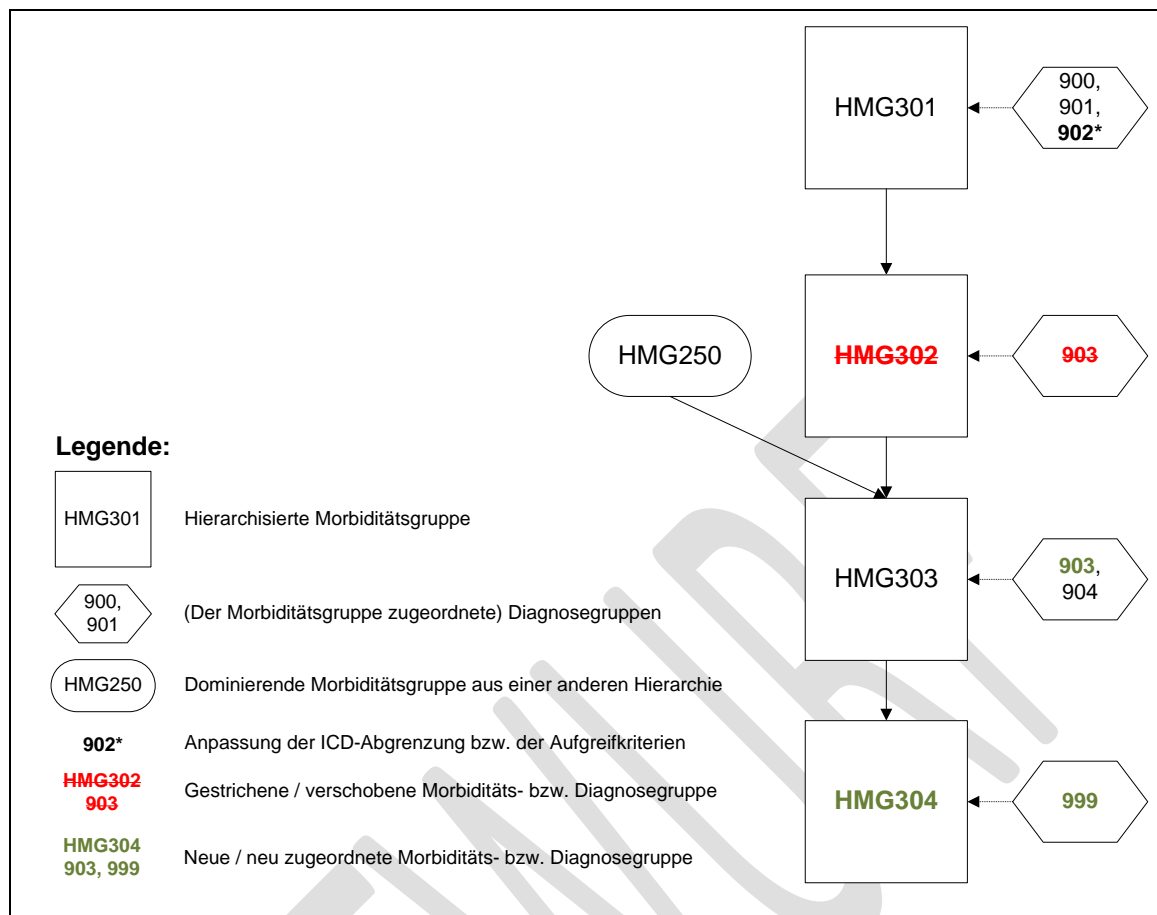 HMG301
900,
901,
902*
HMG302
903
HMG250
HMG303
903,
904
HMG304
999
Legende:
HMG301
Hierarchisierte Morbiditätsgruppe
900,
901
(Der Morbiditätsgruppe zugeordnete) Diagnosegruppen
HMG250
Dominierende Morbiditätsgruppe aus einer anderen Hierarchie
902*
Anpassung der ICD-Abgrenzung bzw. der Aufgreifkriterien
HMG302
903
Gestrichene / verschobene Morbiditäts- bzw. Diagnosegruppe
HMG304
903, 999
Neue / neu zugeordnete Morbiditäts- bzw. Diagnosegruppe